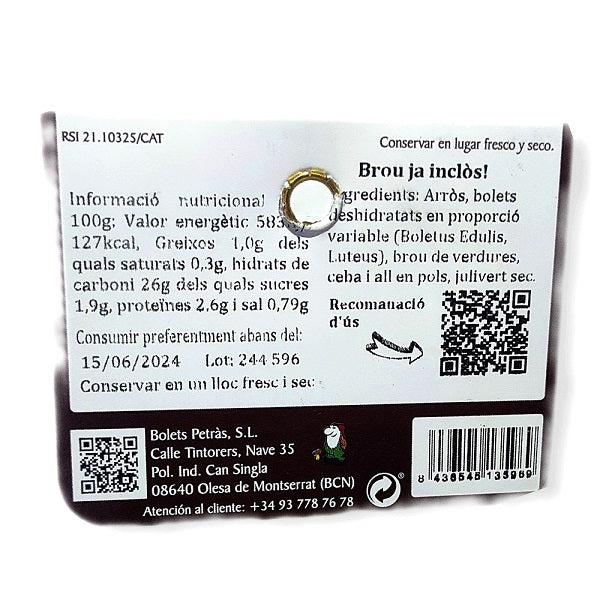 RSI 21.10325/CAT
Conservar en lugar fresco y seco.
Brou ja inclòs!
Informació nutricional
100g: Valor energètic 583
127kcal, Greixos 1,0g dels
quals saturats 0,3g, hidrats de
carboni 26g dels quals sucres
1,9g, proteïnes 2,6g i sal 0,79g
Ingredients: Arròs, bolets
deshidratats en proporció
variable (Boletus Edulis,
Luteus), brou de verdures,
ceba i all en pols, julivert sec.
Recomanació
d'ús
Consumir preferentment abans del:
15/06/2024 Lot: 244 596
Conservar en un lloc fresc i sec
Bolets Petràs, S.L.
Calle Tintorers, Nave 35
Pol. Ind. Can Singla
08640 Olesa de Montserrat (BCN)
Atención al cliente: +34 93 778 76 78
8 436545 135969